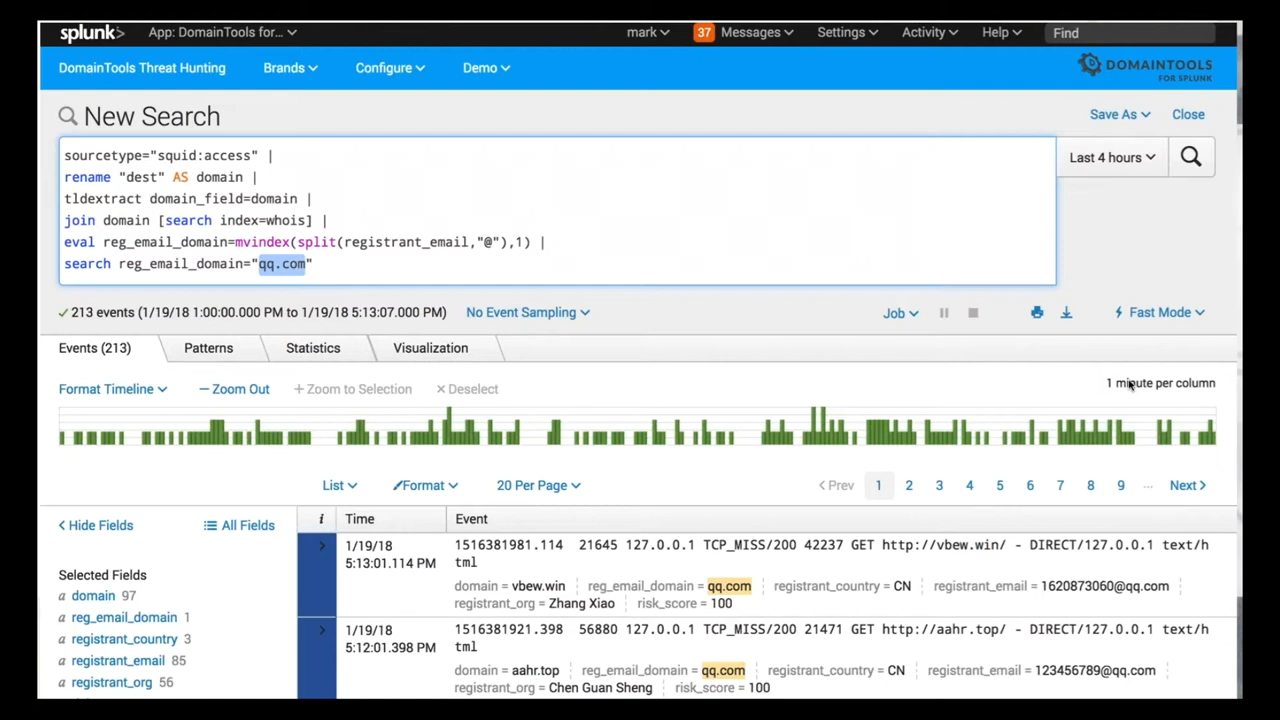 splunk> App: DomainTools for... mark 37 Messages Settings Activity Help Find
DomainTools Threat Hunting Brands Configure Demo DOMAINTOOLS
FOR SPLUNK
New Search Save As Close
sourcetype="squid:access" |
rename "dest" AS domain |
tldextract domain_field=domain |
join domain [search index=whois] |
eval reg_email_domain=mvindex(split(registrant_email,"@"),1) |
search reg_email_domain="qq.com"
Last 4 hours
✓ 213 events (1/19/18 1:00:00.000 PM to 1/19/18 5:13:07.000 PM) No Event Sampling Job Fast Mode
Events (213) Patterns Statistics Visualization
Format Timeline — Zoom Out + Zoom to Selection × Deselect 1 minute per column
List Format 20 Per Page < Prev 1 2 3 4 5 6 7 8 9 ... Next >
< Hide Fields All Fields i Time Event
Selected Fields
a domain 97
a reg_email_domain 1
a registrant_country 3
a registrant_email 85
a registrant_org 56
1/19/18
5:13:01.114 PM
1516381981.114 21645 127.0.0.1 TCP_MISS/200 42237 GET http://vbew.win/ - DIRECT/127.0.0.1 text/h
tml
domain = vbew.win reg_email_domain = qq.com registrant_country = CN registrant_email = 1620873060@qq.com
registrant_org = Zhang Xiao risk_score = 100
1/19/18
5:12:01.398 PM
1516381921.398 56880 127.0.0.1 TCP_MISS/200 21471 GET http://aahr.top/ - DIRECT/127.0.0.1 text/h
tml
domain = aahr.top reg_email_domain = qq.com registrant_country = CN registrant_email = 123456789@qq.com
registrant_org = Chen Guan Sheng risk_score = 100